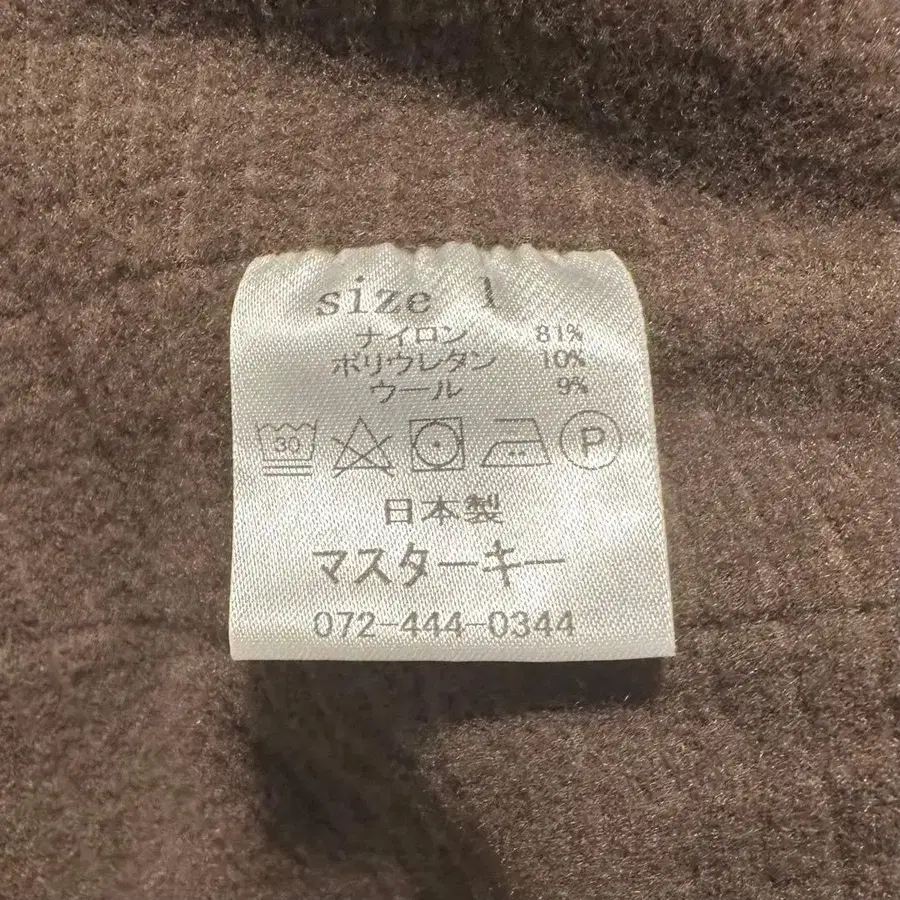 size 1
ナイロン 81%
ポリウレタン 10%
ウール 9%
30 P
日本製
マスターキー
072-444-0344